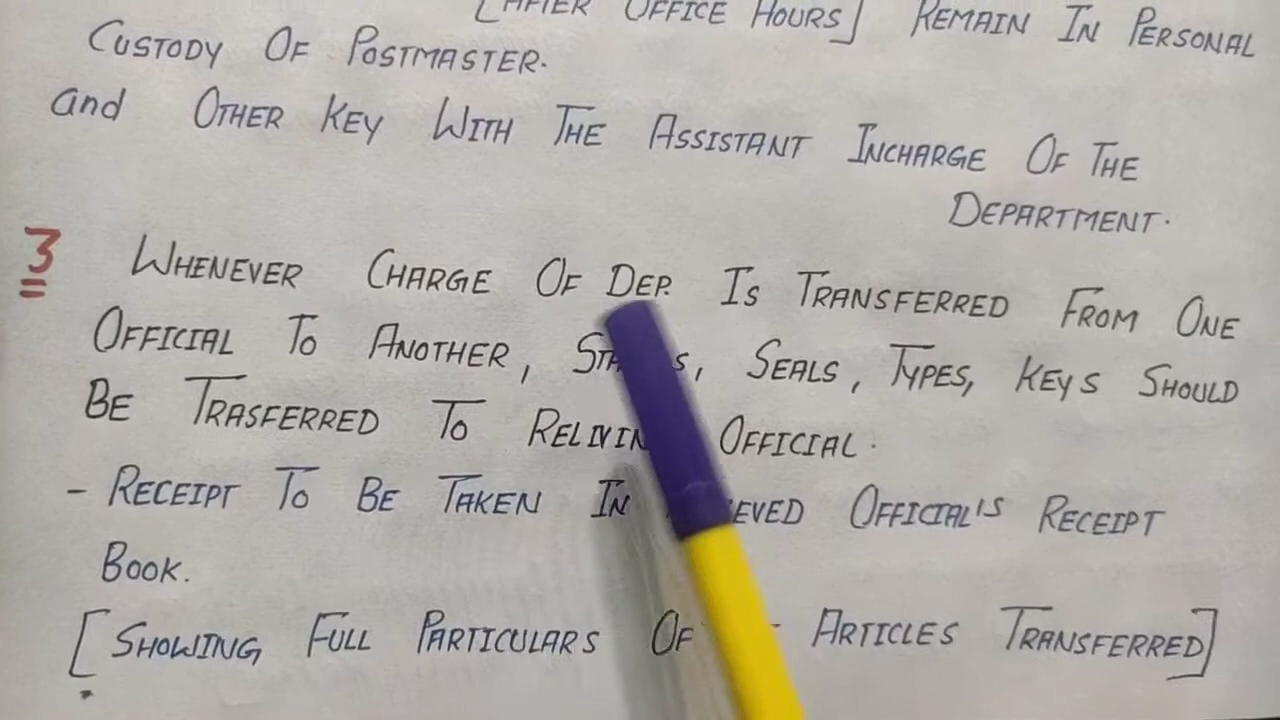 [AFTER OFFICE HOURS] REMAIN IN PERSONAL
CUSTODY OF POSTMASTER.
and OTHER KEY WITH THE ASSISTANT INCHARGE OF THE
DEPARTMENT.
3 WHENEVER CHARGE OF DEP. IS TRANSFERRED FROM ONE
OFFICIAL TO ANOTHER, SEALS, TYPES, KEYS SHOULD
BE TRASFERRED TO OFFICIAL.
- RECEIPT TO BE TAKEN IN OFFICIAL'S RECEIPT
BOOK.
[SHOWING FULL PARTICULARS OF ARTICLES TRANSFERRED]